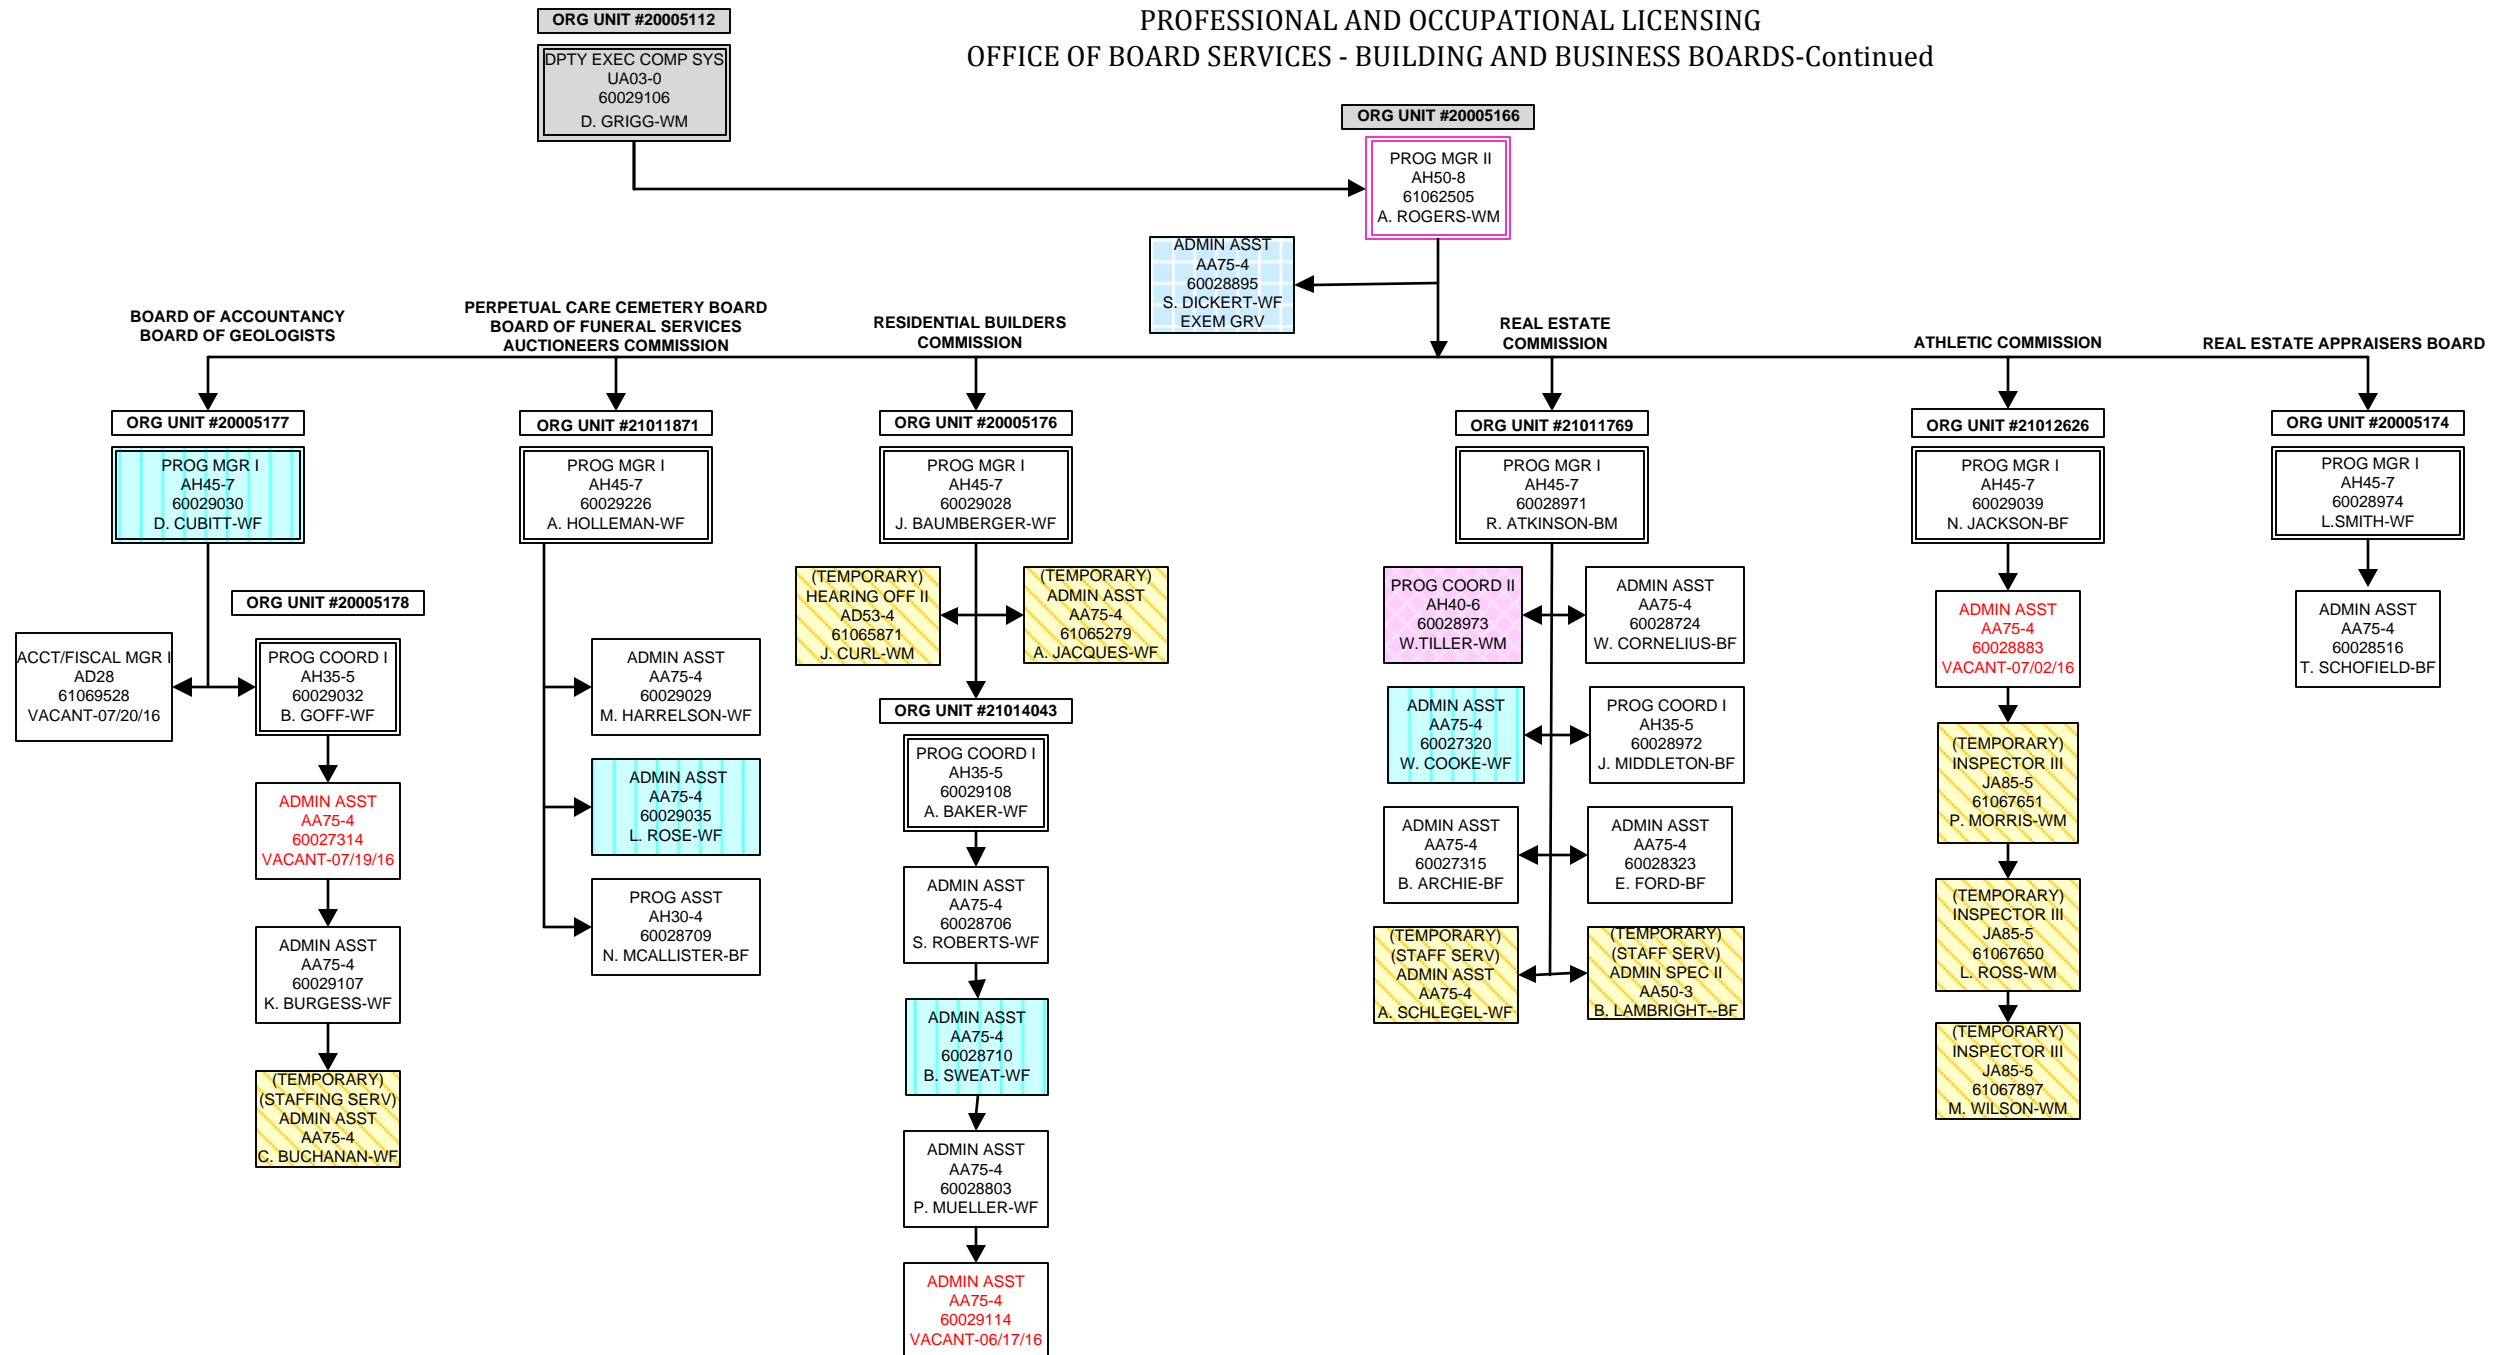 PROFESSIONAL AND OCCUPATIONAL LICENSING
OFFICE OF BOARD SERVICES - BUILDING AND BUSINESS BOARDS-Continued
ORG UNIT #20005112
DPTY EXEC COMP SYS
UA03-0
60029106
D. GRIGG-WM
ORG UNIT #20005166
PROG MGR II
AH50-8
61062505
A. ROGERS-WM
ADMIN ASST
AA75-4
60028895
S. DICKERT-WF
EXEM GRV
BOARD OF ACCOUNTANCY
BOARD OF GEOLOGISTS
ORG UNIT #20005177
PROG MGR I
AH45-7
60029030
D. CUBITT-WF
ORG UNIT #20005178
ACCT/FISCAL MGR I
AD28
61069528
VACANT-07/20/16
PROG COORD I
AH35-5
60029032
B. GOFF-WF
ADMIN ASST
AA75-4
60027314
VACANT-07/19/16
ADMIN ASST
AA75-4
60029107
K. BURGESS-WF
(TEMPORARY)
(STAFFING SERV)
ADMIN ASST
AA75-4
C. BUCHANAN-WF
PERPETUAL CARE CEMETERY BOARD
BOARD OF FUNERAL SERVICES
AUCTIONEERS COMMISSION
ORG UNIT #21011871
PROG MGR I
AH45-7
60029226
A. HOLLEMAN-WF
ADMIN ASST
AA75-4
60029029
M. HARRELSON-WF
ADMIN ASST
AA75-4
60029035
L. ROSE-WF
PROG ASST
AH30-4
60028709
N. MCALLISTER-BF
RESIDENTIAL BUILDERS
COMMISSION
ORG UNIT #20005176
PROG MGR I
AH45-7
60029028
J. BAUMBERGER-WF
(TEMPORARY)
HEARING OFF II
AD53-4
61065871
J. CURL-WM
(TEMPORARY)
ADMIN ASST
AA75-4
61065279
A. JACQUES-WF
ORG UNIT #21014043
PROG COORD I
AH35-5
60029108
A. BAKER-WF
ADMIN ASST
AA75-4
60028706
S. ROBERTS-WF
ADMIN ASST
AA75-4
60028710
B. SWEAT-WF
ADMIN ASST
AA75-4
60028803
P. MUELLER-WF
ADMIN ASST
AA75-4
60029114
VACANT-06/17/16
REAL ESTATE
COMMISSION
ORG UNIT #21011769
PROG MGR I
AH45-7
60028971
R. ATKINSON-BM
PROG COORD II
AH40-6
60028973
W.TILLER-WM
ADMIN ASST
AA75-4
60028724
W. CORNELIUS-BF
ADMIN ASST
AA75-4
60027320
W. COOKE-WF
PROG COORD I
AH35-5
60028972
J. MIDDLETON-BF
ADMIN ASST
AA75-4
60027315
B. ARCHIE-BF
ADMIN ASST
AA75-4
60028323
E. FORD-BF
(TEMPORARY)
(STAFF SERV)
ADMIN ASST
AA75-4
A. SCHLEGEL-WF
(TEMPORARY)
(STAFF SERV)
ADMIN SPEC II
AA50-3
B. LAMBRIGHT--BF
ATHLETIC COMMISSION
ORG UNIT #21012626
PROG MGR I
AH45-7
60029039
N. JACKSON-BF
ADMIN ASST
AA75-4
60028883
VACANT-07/02/16
(TEMPORARY)
INSPECTOR III
JA85-5
61067651
P. MORRIS-WM
(TEMPORARY)
INSPECTOR III
JA85-5
61067650
L. ROSS-WM
(TEMPORARY)
INSPECTOR III
JA85-5
61067897
M. WILSON-WM
REAL ESTATE APPRAISERS BOARD
ORG UNIT #20005174
PROG MGR I
AH45-7
60028974
L.SMITH-WF
ADMIN ASST
AA75-4
60028516
T. SCHOFIELD-BF